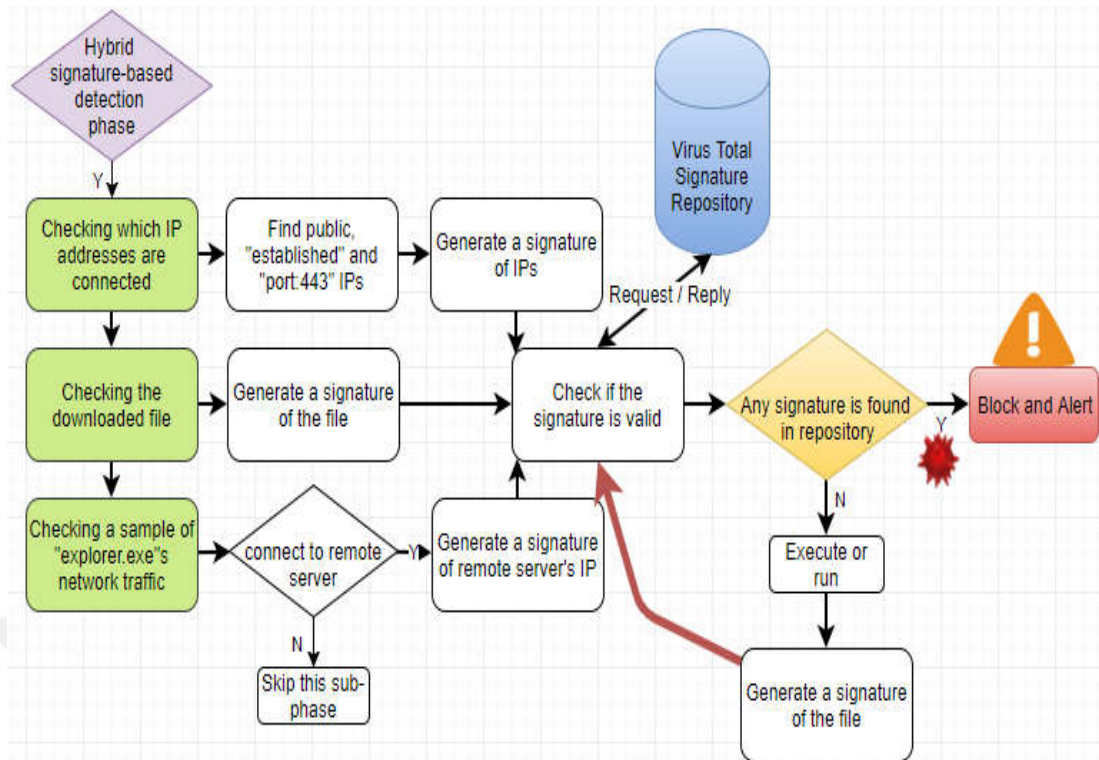 Hybrid
signature-based
detection
phase
Y
Virus Total
Signature
Repository
Checking which IP
addresses are
connected
Find public,
"established" and
"port:443" IPs
Generate a signature
of IPs
Request / Reply
Checking the
downloaded file
Generate a signature
of the file
Check if the
signature is valid
Any signature is found
in repository
Y
Block and Alert
Checking a sample of
"explorer.exe"s
network traffic
connect to remote
server
Y
Generate a signature
of remote server's IP
N
Execute or
run
N
Skip this sub-
phase
Generate a signature
of the file